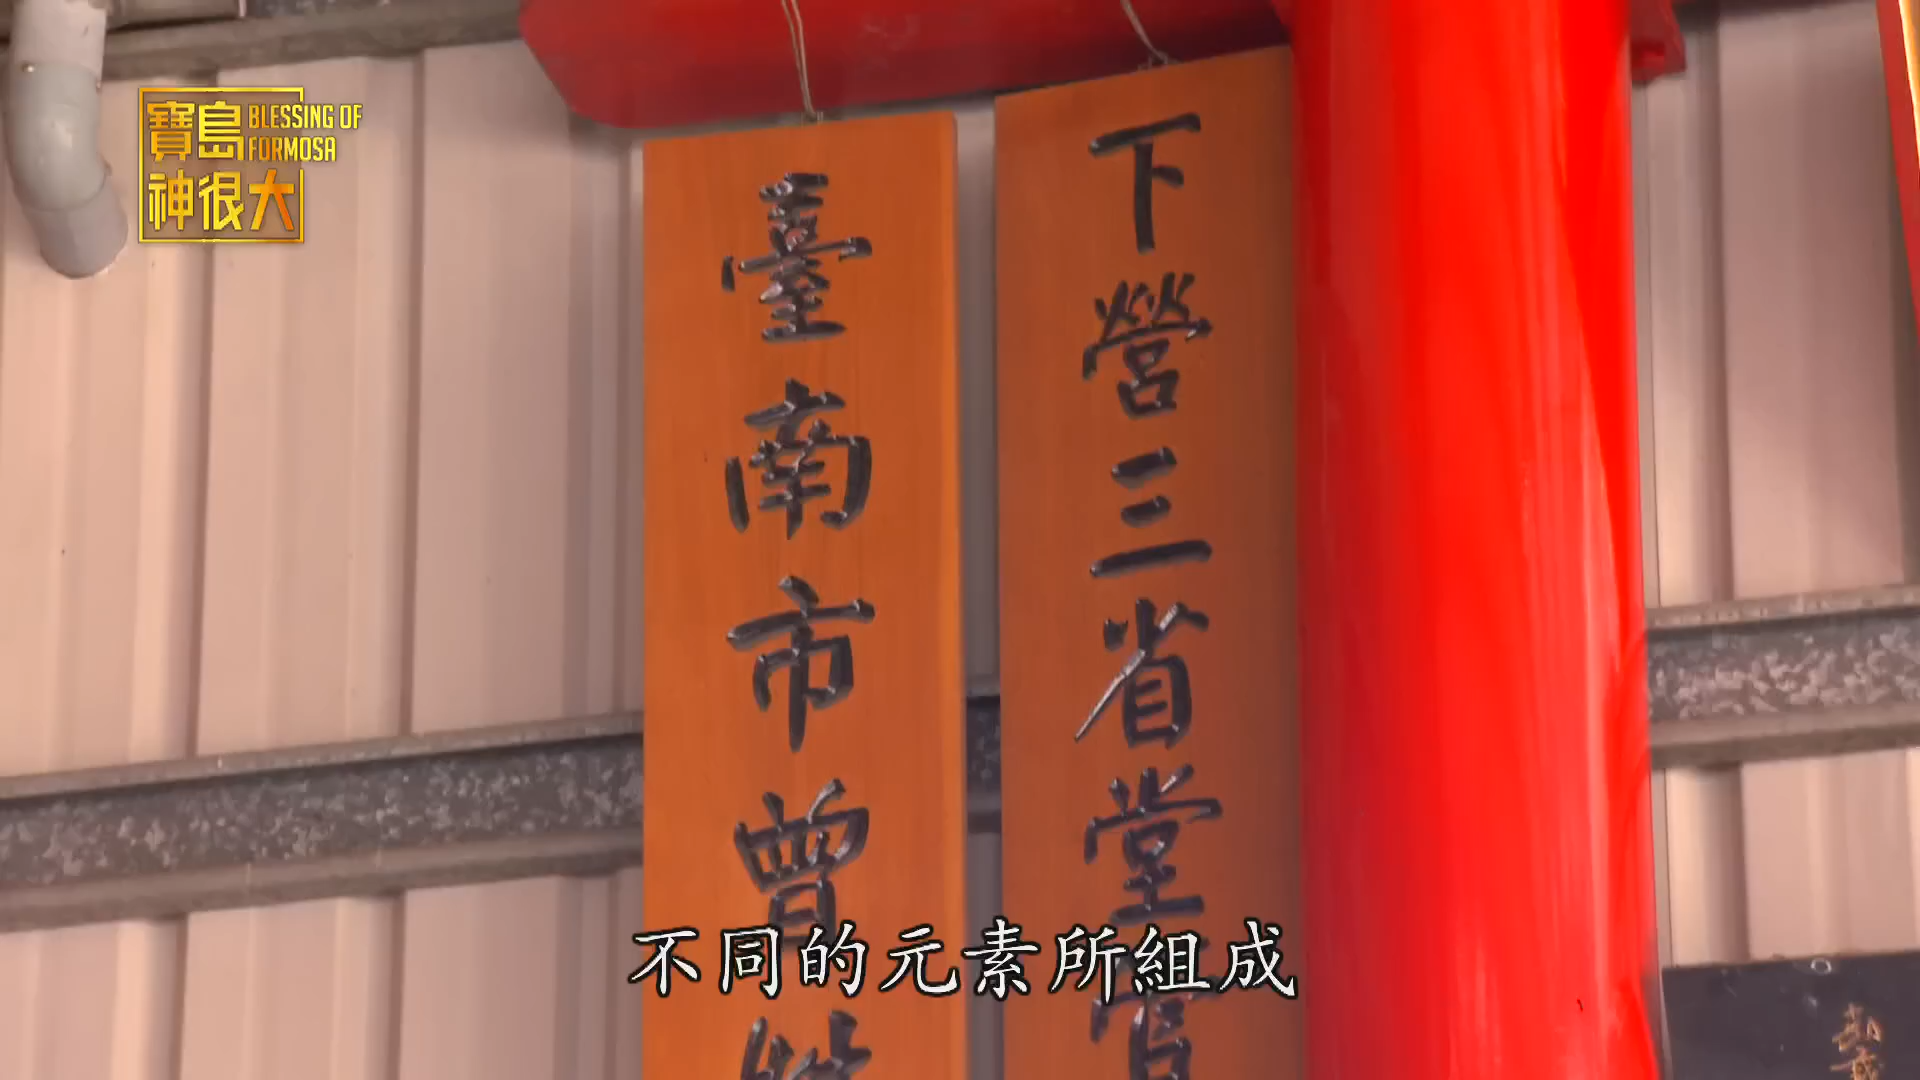 寶島
BLESSING OF
FORMOSA
神很大
下營三省堂
臺南市曾
不同的元素所組成